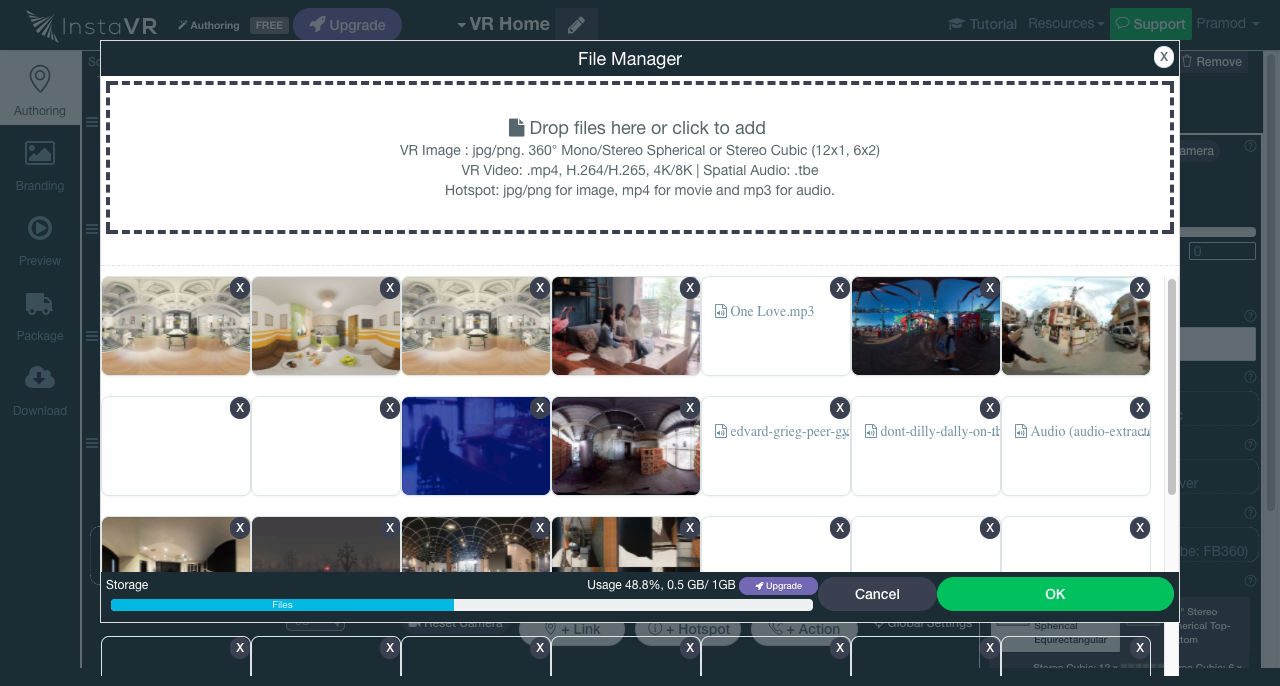 InstaVR
Authoring
FREE
Upgrade
VR Home
Tutorial
Resources
Support
Pramod
File Manager
X
Remove
Authoring
Branding
Preview
Package
Download
Drop files here or click to add
VR Image : jpg/png. 360° Mono/Stereo Spherical or Stereo Cubic (12x1, 6x2)
VR Video: .mp4, H.264/H.265, 4K/8K | Spatial Audio: .tbe
Hotspot: jpg/png for image, mp4 for movie and mp3 for audio.
amera
0
X X X X X X X
One Love.mp3
X X X X X X X
edvard-grieg-peer-gy
dont-dilly-dally-on-th
Audio (audio-extract
ver
X X X X X X X
be: FB360)
Storage
Usage 48.8%, 0.5 GB/ 1GB
Upgrade
Cancel
OK
Files
Reset Camera
+ Link
+ Hotspot
+ Action
Global Settings
Spherical
Equirectangular
° Stereo
herical Top-
ttom
X X X X X X X
Stereo Cubic: 12 x
eo Cubic: 6 x